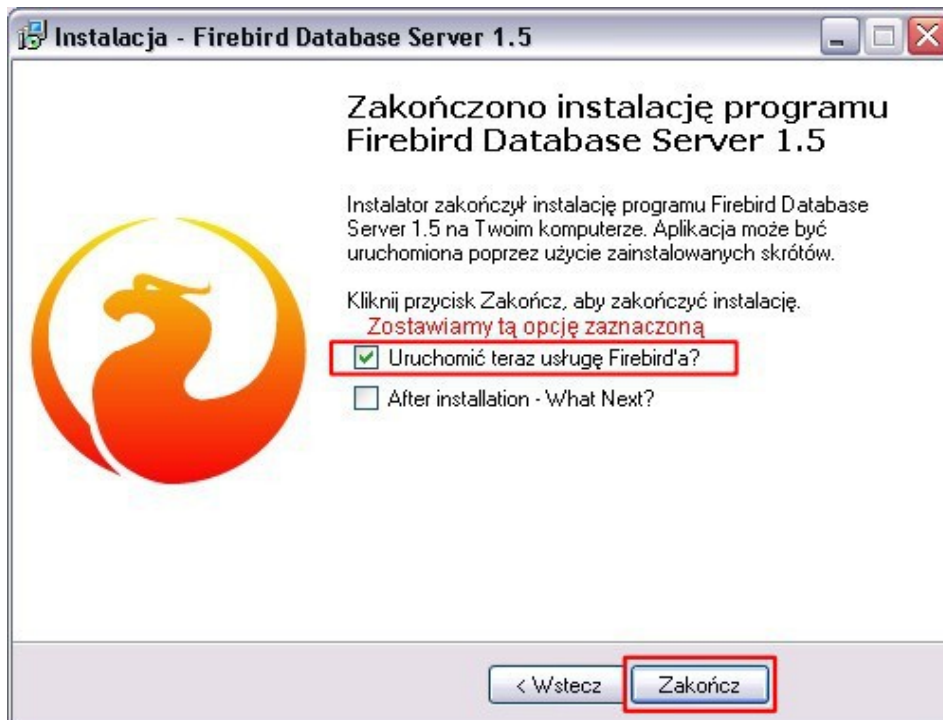 Instalacja - Firebird Database Server 1.5
Zakończono instalację programu
Firebird Database Server 1.5
Instalator zakończył instalację programu Firebird Database
Server 1.5 na Twoim komputerze. Aplikacja może być
uruchomiona poprzez użycie zainstalowanych skrótów.
Kliknij przycisk Zakończ, aby zakończyć instalację.
Zostawiamy tą opcję zaznaczoną
Uruchomić teraz usługę Firebird'a?
After installation - What Next?
< Wstecz Zakończ